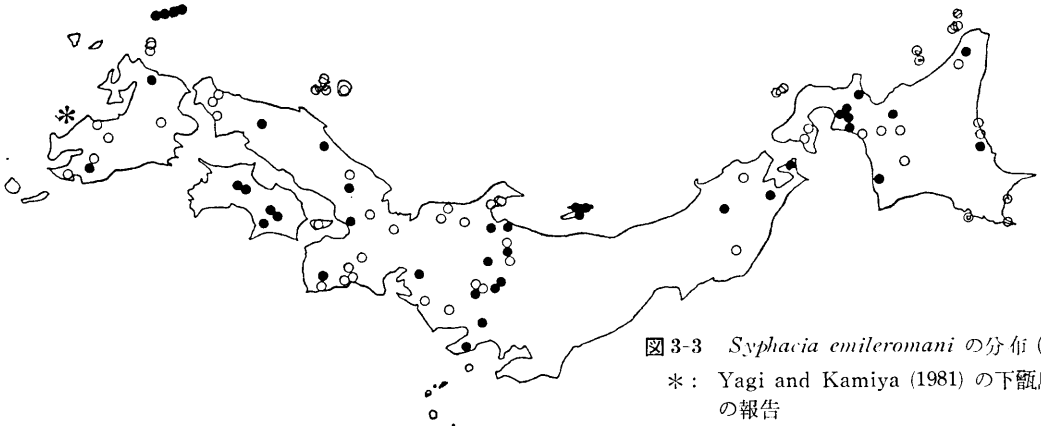 図3-3 Syphacia emileromani の分布 (
*: Yagi and Kamiya (1981) の下甑
の報告